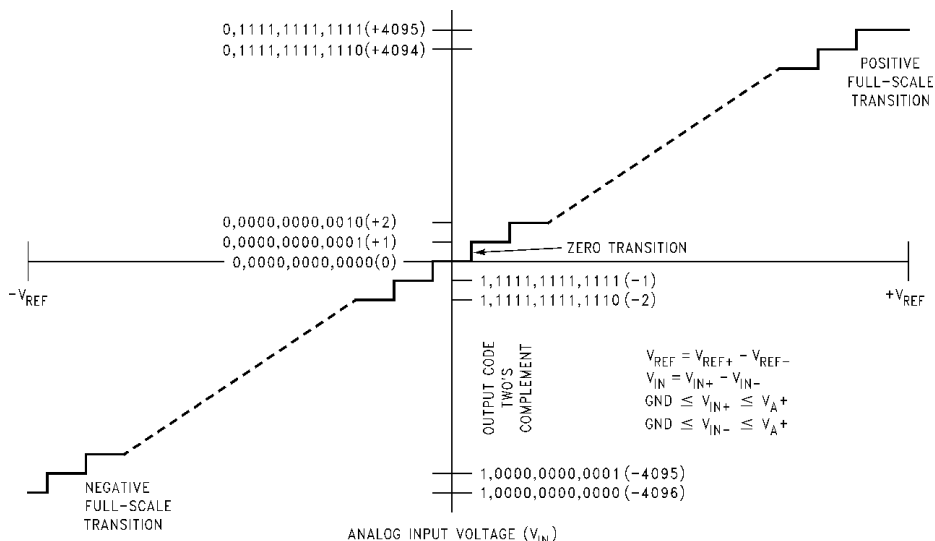 0,1111,1111,1111(+4095)
0,1111,1111,1110(+4094)
POSITIVE
FULL-SCALE
TRANSITION
0,0000,0000,0010(+2)
0,0000,0000,0001(+1)
0,0000,0000,0000(0)
ZERO TRANSITION
-VREF
+VREF
1,1111,1111,1111(-1)
1,1111,1111,1110(-2)
OUTPUT CODE
TWO'S
COMPLEMENT
VREF = VREF+ - VREF-
VIN = VIN+ - VIN-
GND ≤ VIN+ ≤ VA+
GND ≤ VIN- ≤ VA+
1,0000,0000,0001(-4095)
1,0000,0000,0000(-4096)
NEGATIVE
FULL-SCALE
TRANSITION
ANALOG INPUT VOLTAGE (VIN)